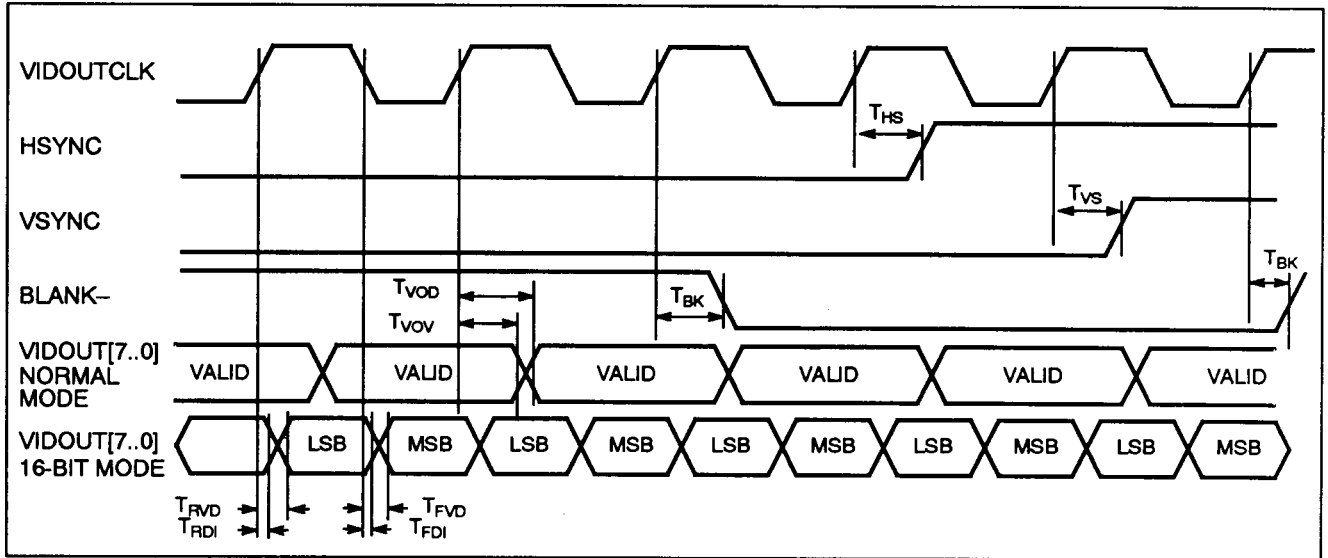 VIDOUTCLK
T_HS
HSYNC
T_VS
VSYNC
T_BK
BLANK–
T_VOD
T_BK
T_VOV
VIDOUT[7..0]
NORMAL
MODE
VALID VALID VALID VALID VALID VALID
VIDOUT[7..0]
16-BIT MODE
LSB MSB LSB MSB LSB MSB LSB MSB LSB MSB
T_RVD T_FVD
T_RDI T_FDI